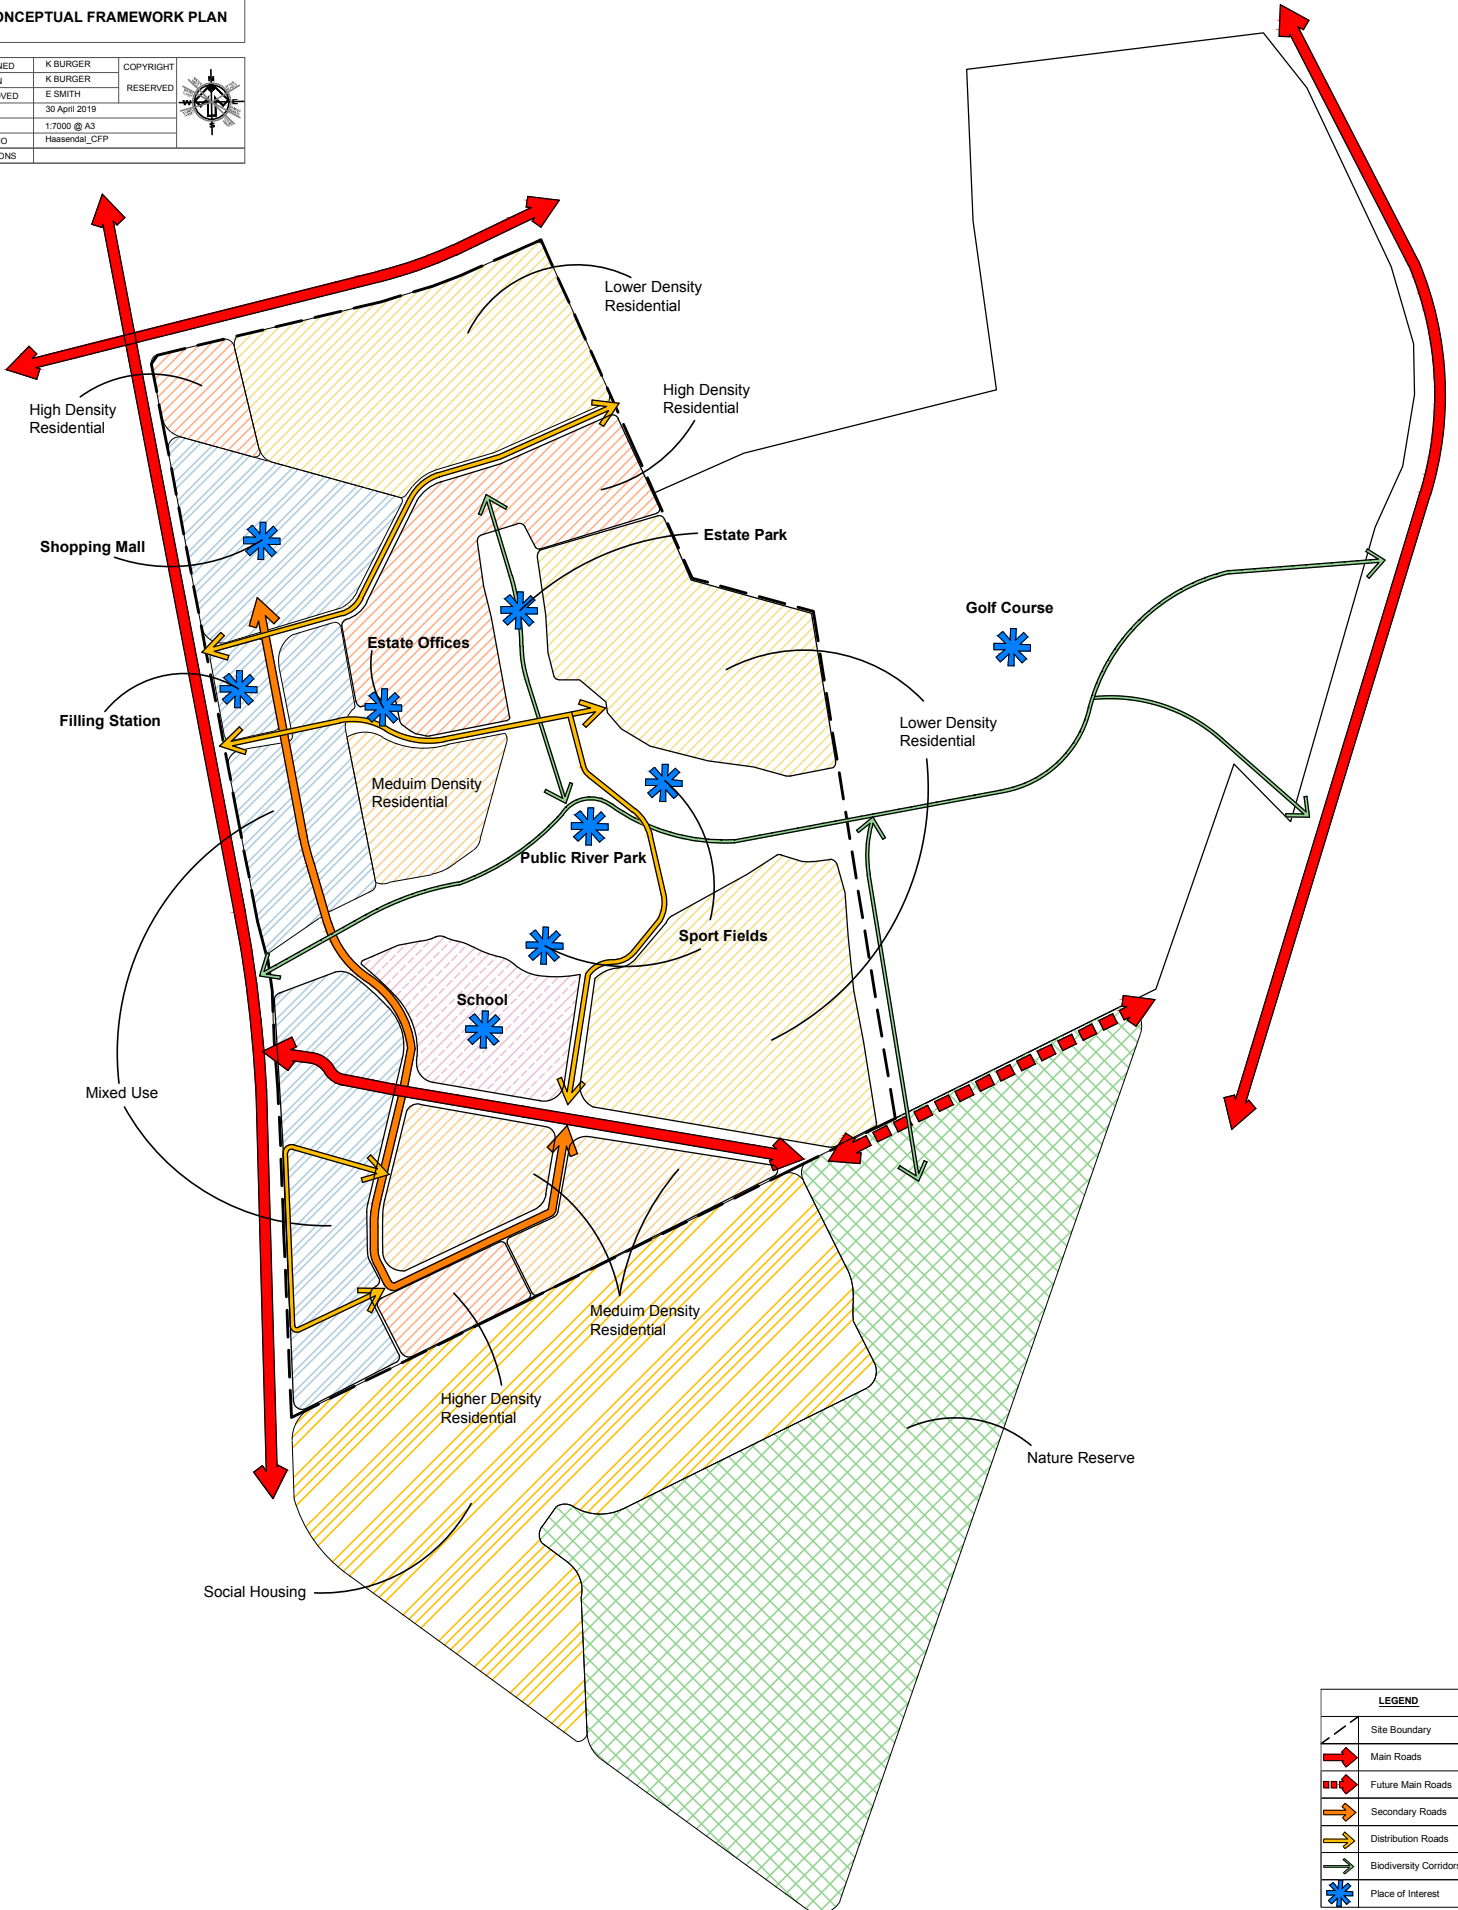 ONCEPTUAL FRAMEWORK PLAN
NED K BURGER COPYRIGHT
N K BURGER
RESERVED
VED E SMITH
30 April 2019
1:7000 @ A3
O Haasendal_CFP
ONS
N
W E
S
Lower Density
Residential
High Density
Residential
High Density
Residential
Shopping Mall
Estate Park
Golf Course
Estate Offices
Filling Station
Lower Density
Residential
Meduim Density
Residential
Public River Park
Sport Fields
School
Mixed Use
Meduim Density
Residential
Higher Density
Residential
Nature Reserve
Social Housing
LEGEND
Site Boundary
Main Roads
Future Main Roads
Secondary Roads
Distribution Roads
Biodiversity Corridors
Place of Interest